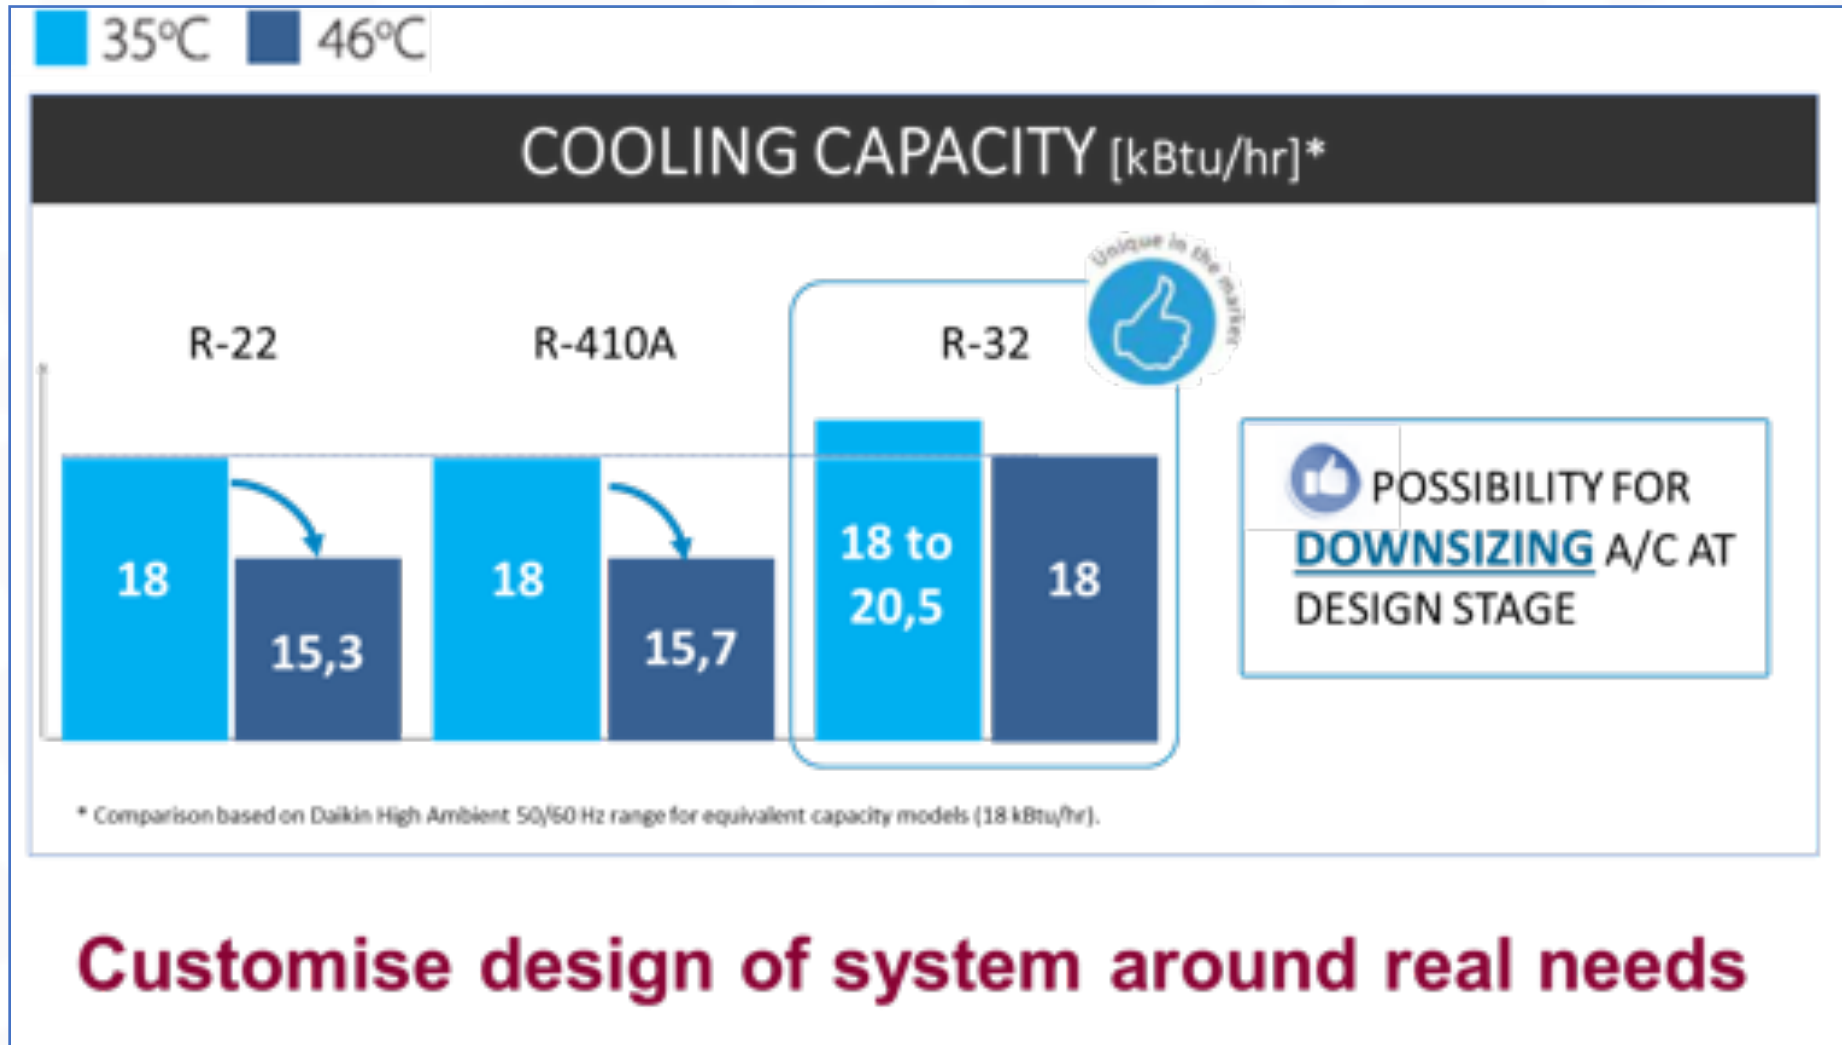 35ºC 46ºC
COOLING CAPACITY [kBtu/hr]*
Unique in the market
R-22 R-410A R-32
18 15,3 18 15,7 18 to 20,5 18
POSSIBILITY FOR
DOWNSIZING A/C AT
DESIGN STAGE
* Comparison based on Daikin High Ambient 50/60 Hz range for equivalent capacity models (18 kBtu/hr).
Customise design of system around real needs